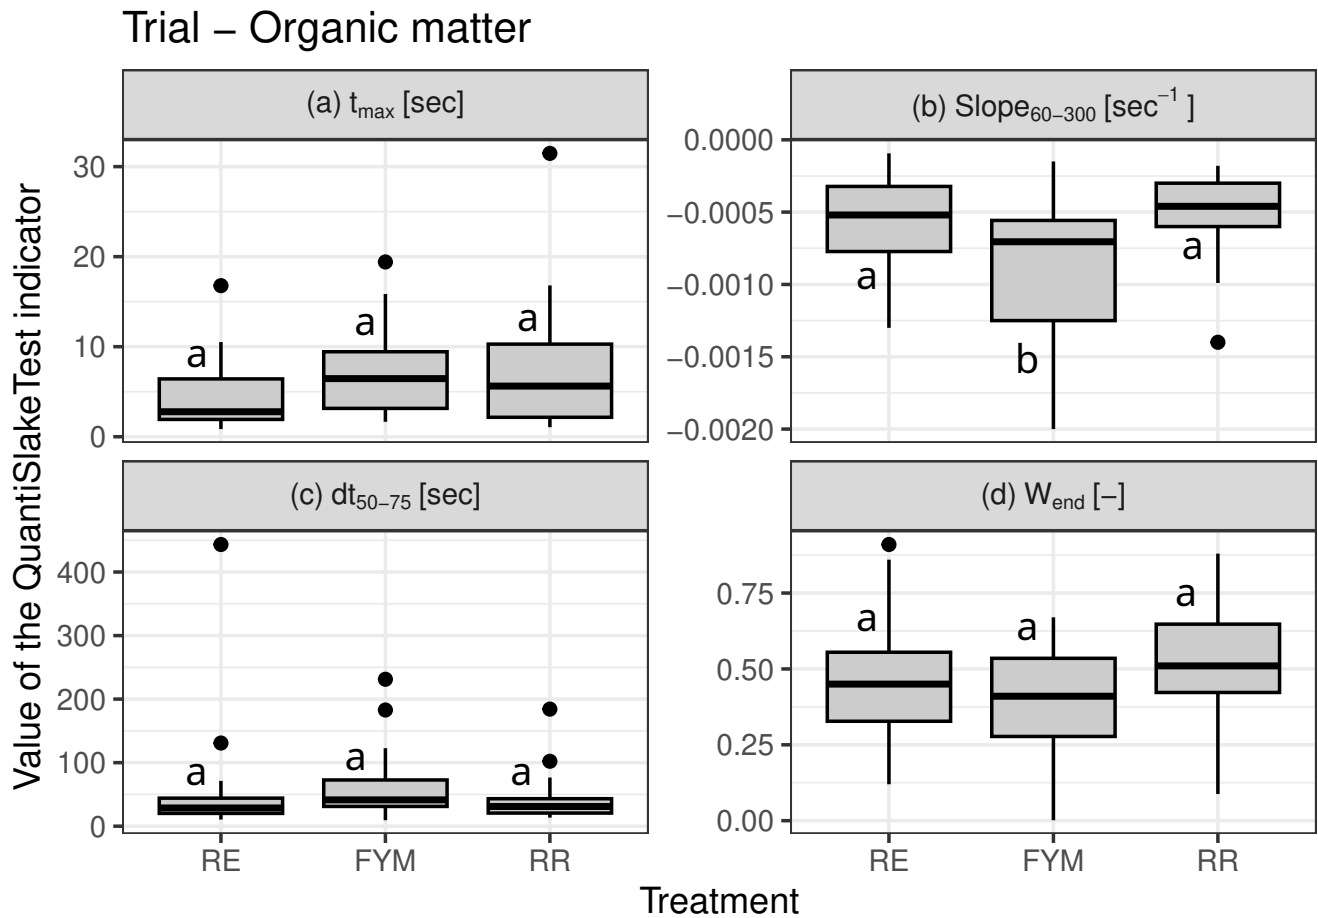 Trial − Organic matter
(a) tmax [sec]
30
20
10
0
a
a
a
(b) Slope60−300 [sec−1 ]
0.0000
−0.0005
−0.0010
−0.0015
−0.0020
a
b
a
(c) dt50−75 [sec]
400
300
200
100
0
a
a
a
RE
FYM
RR
(d) Wend [−]
0.75
0.50
0.25
0.00
a
a
a
RE
FYM
RR
Value of the QuantiSlakeTest indicator
Treatment